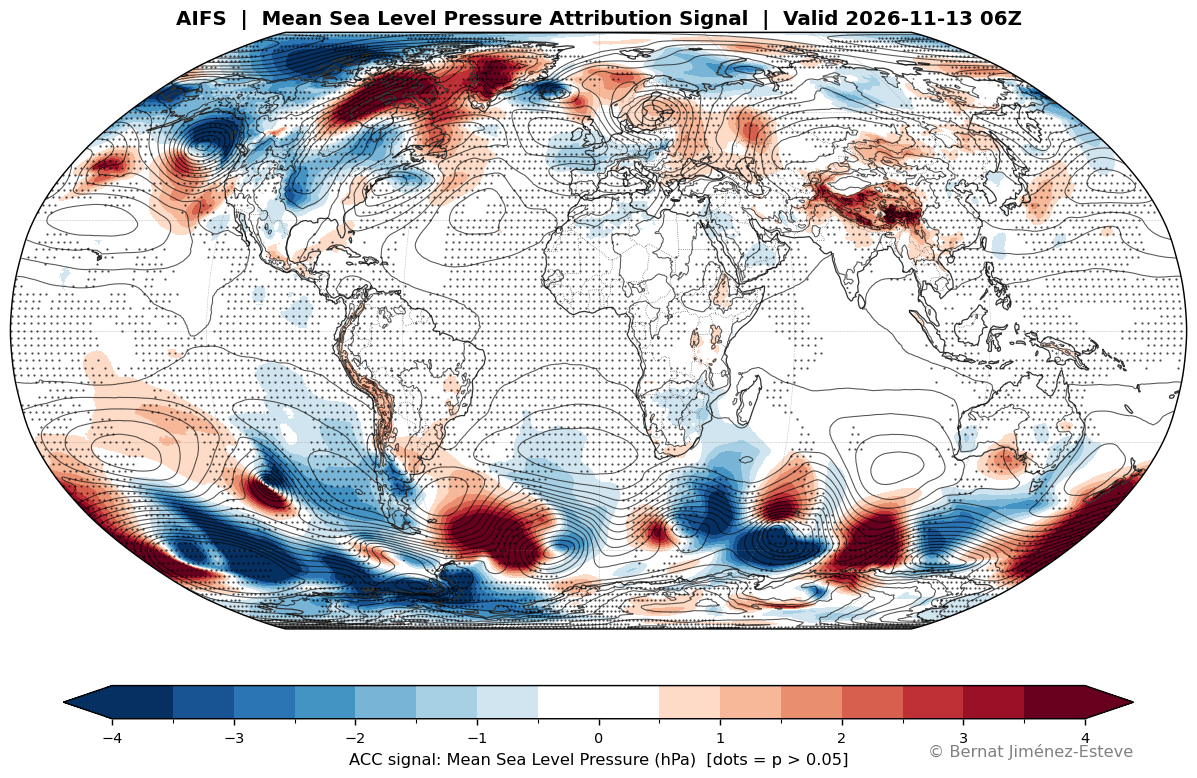 AIFS | Mean Sea Level Pressure Attribution Signal | Valid 2026-11-13 06Z
−4 −3 −2 −1 0 1 2 3 4
ACC signal: Mean Sea Level Pressure (hPa) [dots = p > 0.05]
© Bernat Jiménez-Esteve